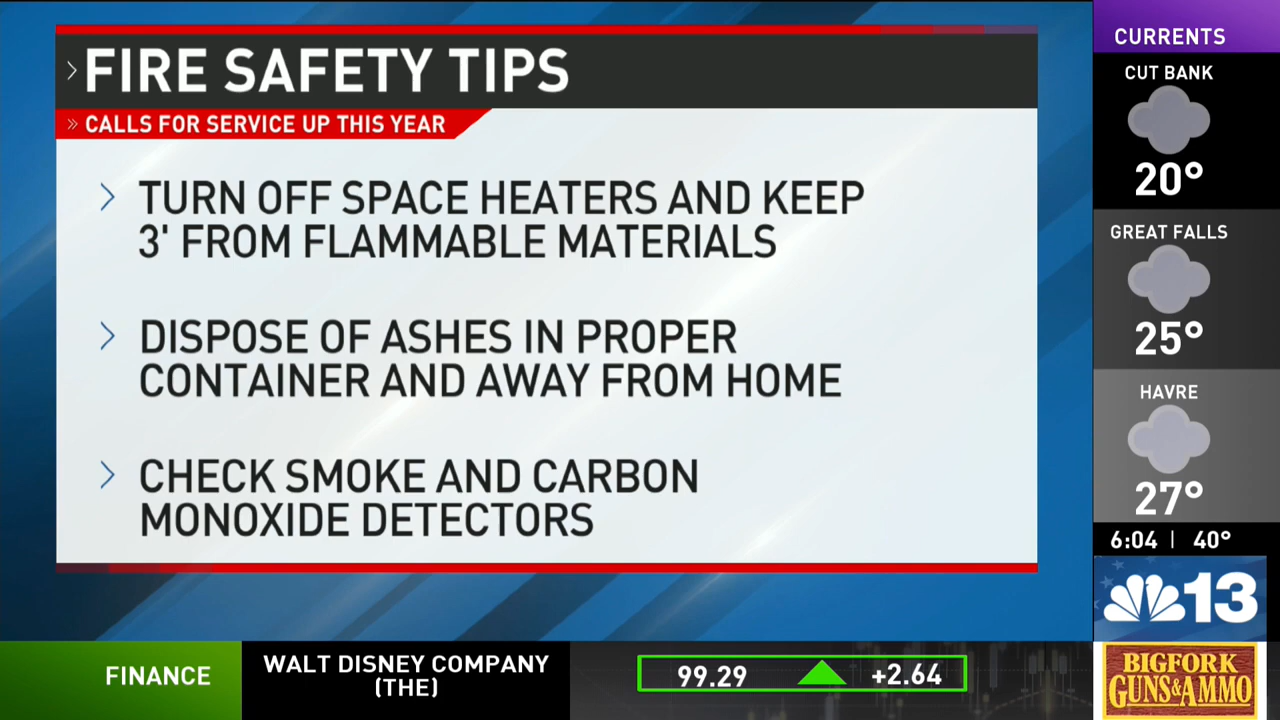 FIRE SAFETY TIPS
CALLS FOR SERVICE UP THIS YEAR
TURN OFF SPACE HEATERS AND KEEP
3' FROM FLAMMABLE MATERIALS
DISPOSE OF ASHES IN PROPER
CONTAINER AND AWAY FROM HOME
CHECK SMOKE AND CARBON
MONOXIDE DETECTORS
CURRENTS
CUT BANK
20°
GREAT FALLS
25°
HAVRE
27°
6:04 | 40°
13
BIGFORK
GUNS & AMMO
FINANCE
WALT DISNEY COMPANY
(THE)
99.29
+2.64